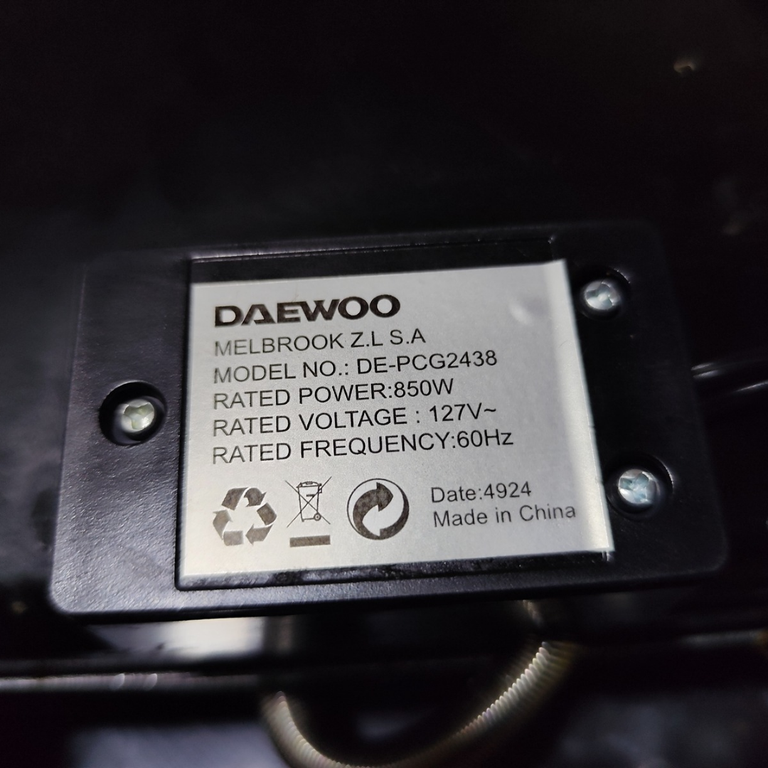 DAEWOO
MELBROOK Z.L S.A
MODEL NO.: DE-PCG2438
RATED POWER:850W
RATED VOLTAGE : 127V~
RATED FREQUENCY:60Hz
Date:4924
Made in China